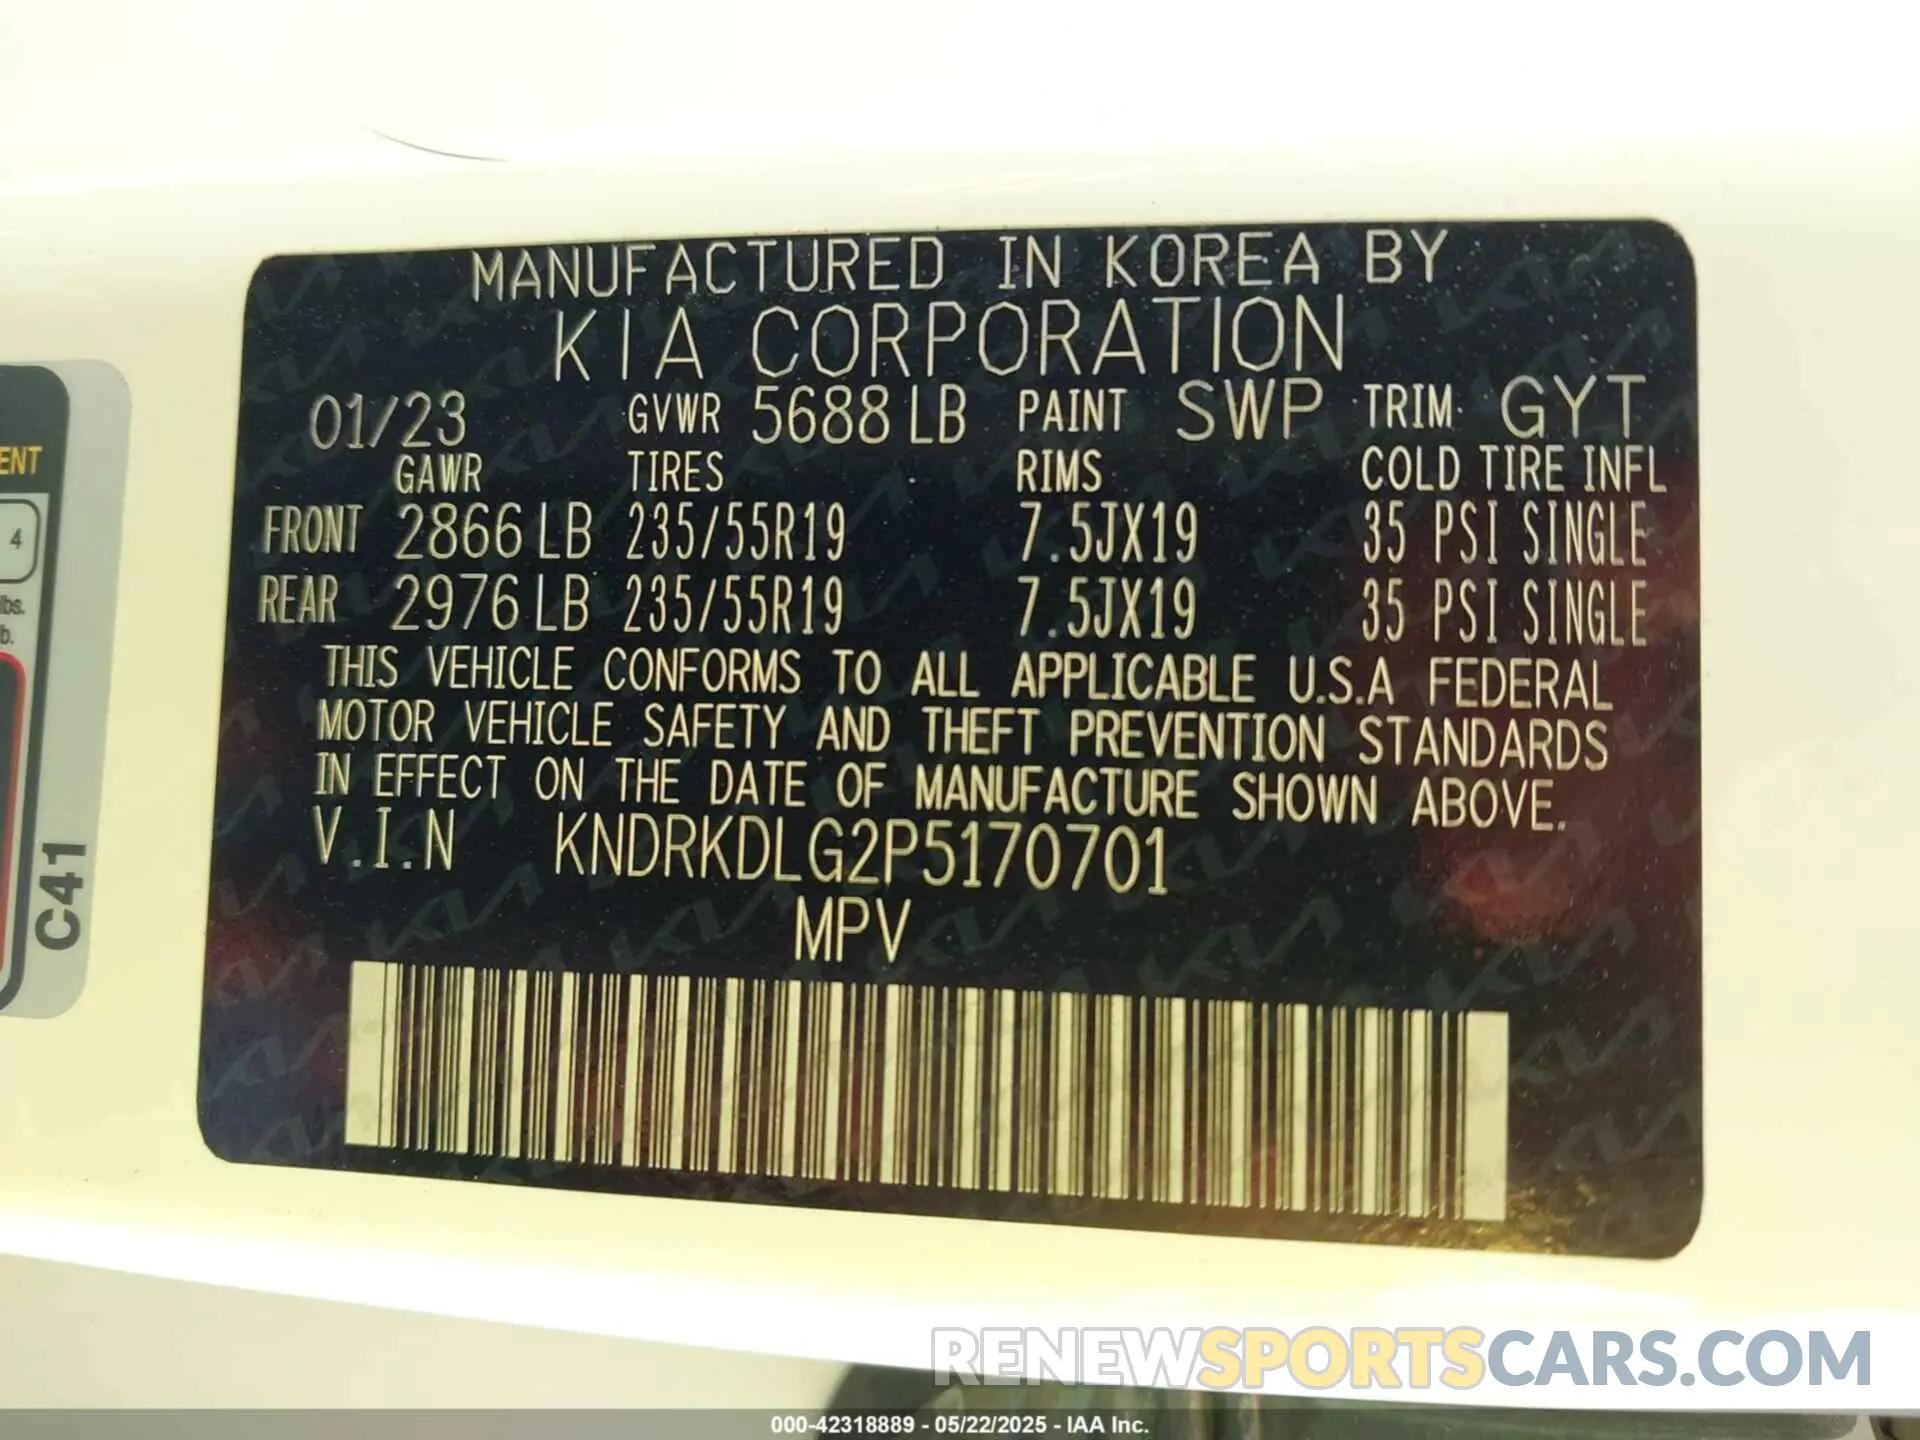 MANUFACTURED IN KOREA BY
KIA CORPORATION
01/23 GVWR 5688 LB PAINT SWP TRIM GYT
GAWR TIRES RIMS COLD TIRE INFL
FRONT 2866 LB 235/55R19 7.5JX19 35 PSI SINGLE
REAR 2976 LB 235/55R19 7.5JX19 35 PSI SINGLE
THIS VEHICLE CONFORMS TO ALL APPLICABLE U.S.A FEDERAL
MOTOR VEHICLE SAFETY AND THEFT PREVENTION STANDARDS
IN EFFECT ON THE DATE OF MANUFACTURE SHOWN ABOVE.
V.I.N KNDRKDLG2P5170701
MPV
ENT
4
lbs.
b.
C41
RENEWSPORTSCARS.COM
000-42318889 - 05/22/2025 - IAA Inc.